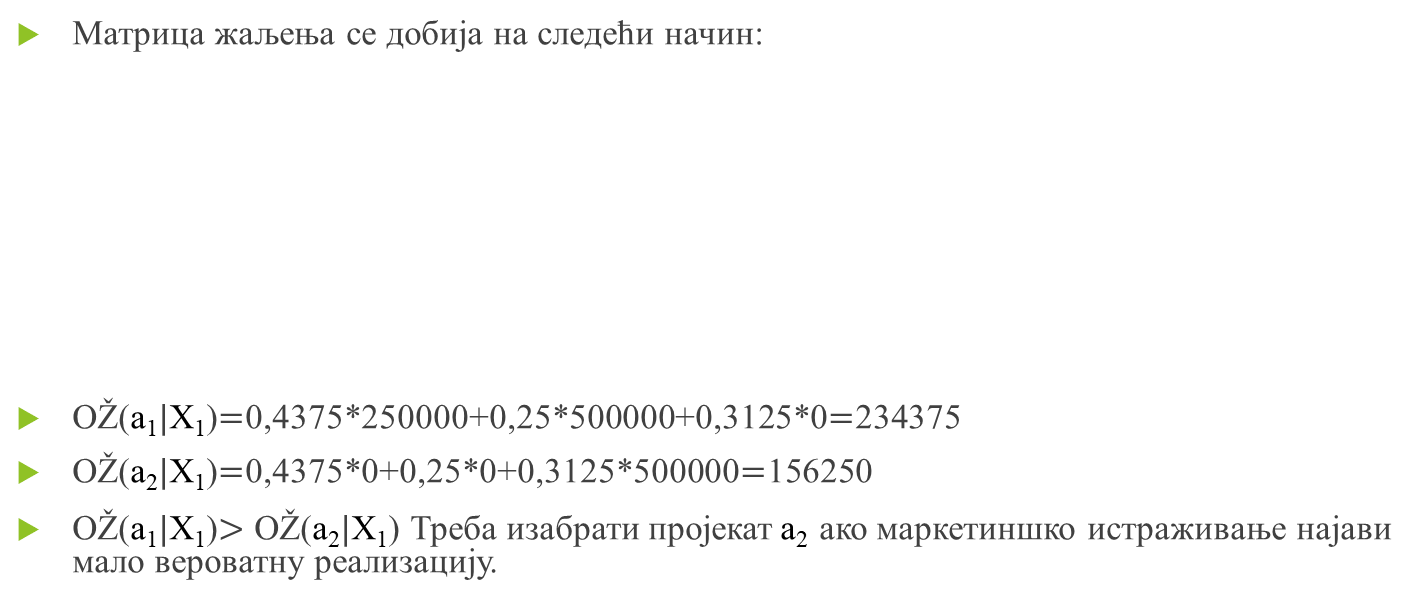 Матрица жаљења се добија на следећи начин:
OŽ(a₁|X₁)=0,4375*250000+0,25*500000+0,3125*0=234375
OŽ(a₂|X₁)=0,4375*0+0,25*0+0,3125*500000=156250
OŽ(a₁|X₁)> OŽ(a₂|X₁) Треба изабрати пројекат a₂ ако маркетиншко истраживање најави
мало вероватну реализацију.